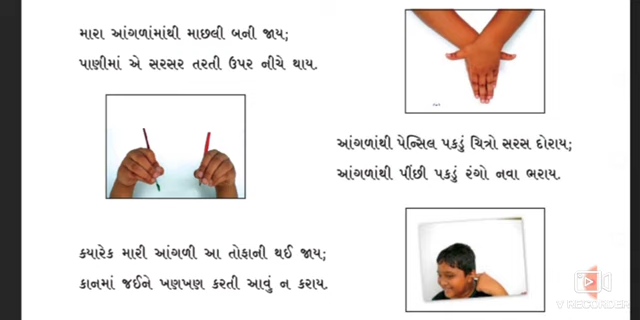 મારા આંગળાંમાંથી માછલી બની જાય;
પાણીમાં એ સરસર તરતી ઉપર નીચે થાય.
આંગળાંથી પેન્સિલ પકડું ચિત્રો સરસ દોરાય;
આંગળાંથી પીંછી પકડું રંગો નવા ભરાય.
ક્યારેક મારી આંગળી આ તોફાની થઈ જાય;
કાનમાં જઈને ખણખણ કરતી આવું ન કરાય.
V RECORDER